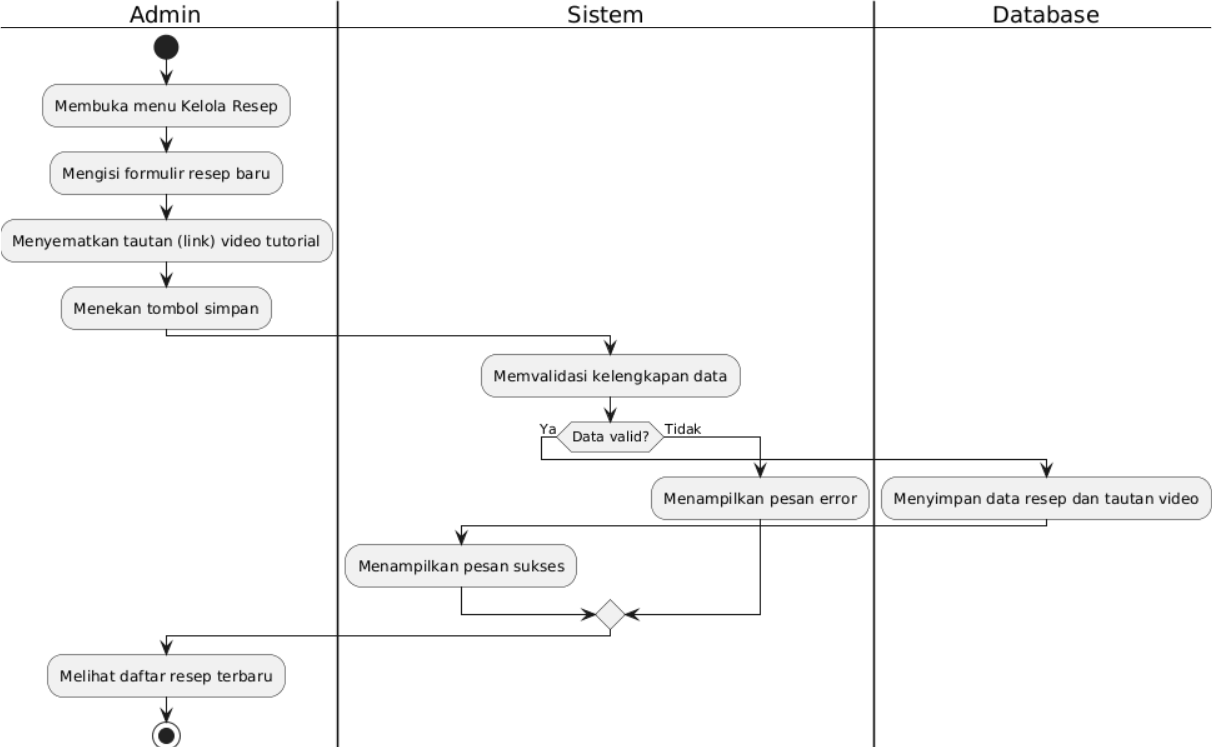 Admin
Sistem
Database
Membuka menu Kelola Resep
Mengisi formulir resep baru
Menyematkan tautan (link) video tutorial
Menekan tombol simpan
Memvalidasi kelengkapan data
Ya
Data valid?
Tidak
Menampilkan pesan error
Menyimpan data resep dan tautan video
Menampilkan pesan sukses
Melihat daftar resep terbaru